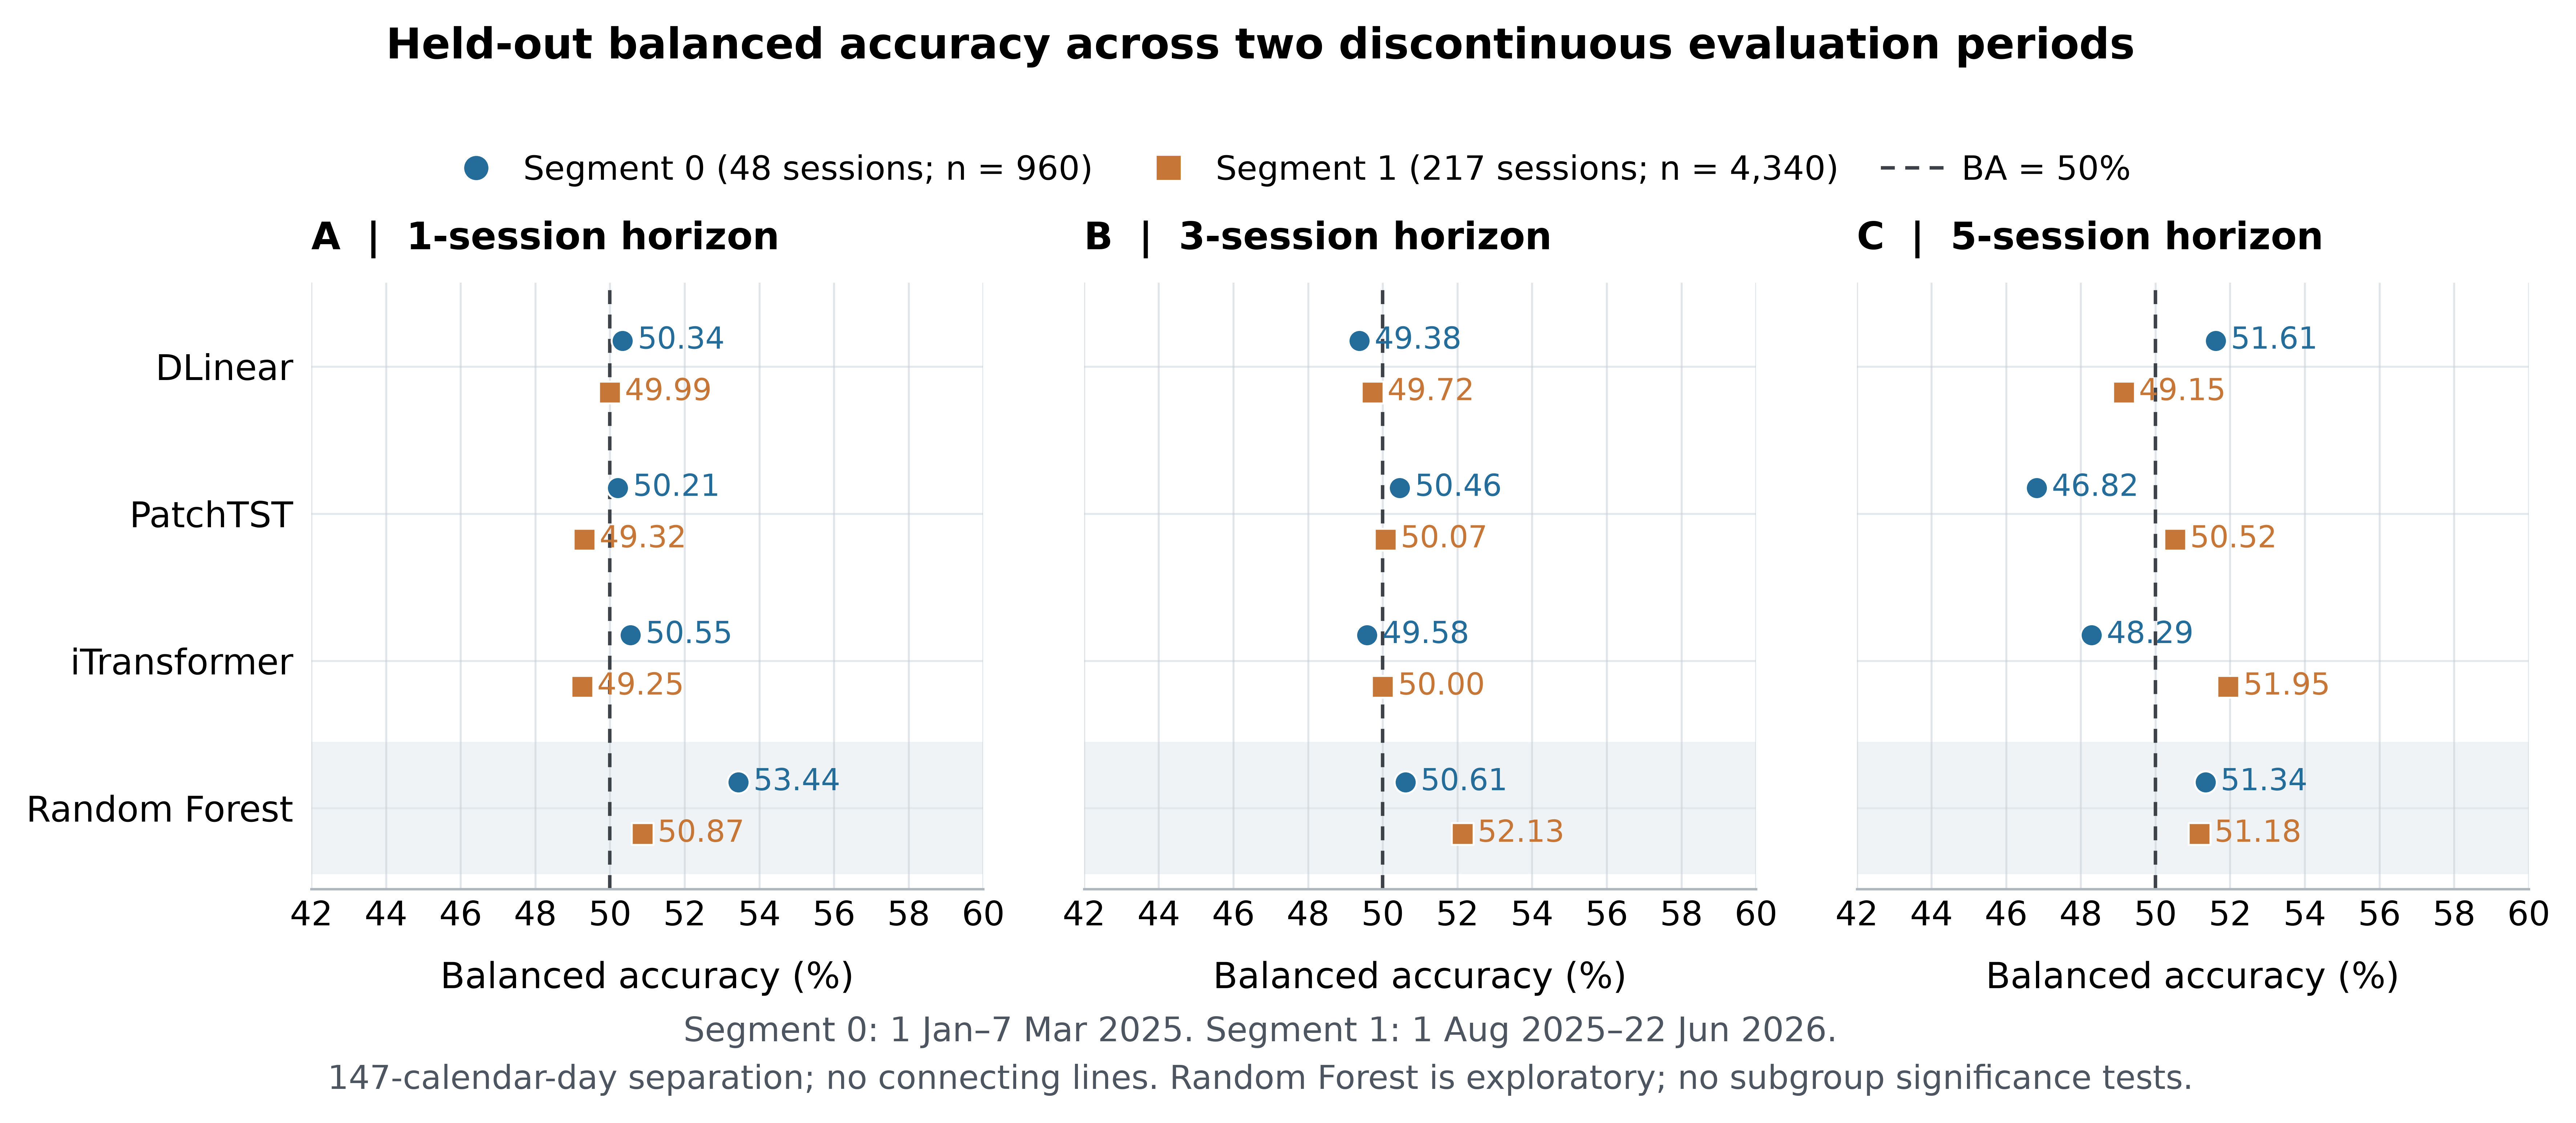 Held-out balanced accuracy across two discontinuous evaluation periods
Segment 0 (48 sessions; n = 960)
Segment 1 (217 sessions; n = 4,340)
BA = 50%
A | 1-session horizon
B | 3-session horizon
C | 5-session horizon
DLinear
50.34
49.38
51.61
49.99
49.72
49.15
PatchTST
50.21
50.46
46.82
49.32
50.07
50.52
iTransformer
50.55
49.58
48.29
49.25
50.00
51.95
Random Forest
53.44
50.61
51.34
50.87
52.13
51.18
42 44 46 48 50 52 54 56 58 60
42 44 46 48 50 52 54 56 58 60
42 44 46 48 50 52 54 56 58 60
Balanced accuracy (%)
Balanced accuracy (%)
Balanced accuracy (%)
Segment 0: 1 Jan–7 Mar 2025. Segment 1: 1 Aug 2025–22 Jun 2026.
147-calendar-day separation; no connecting lines. Random Forest is exploratory; no subgroup significance tests.